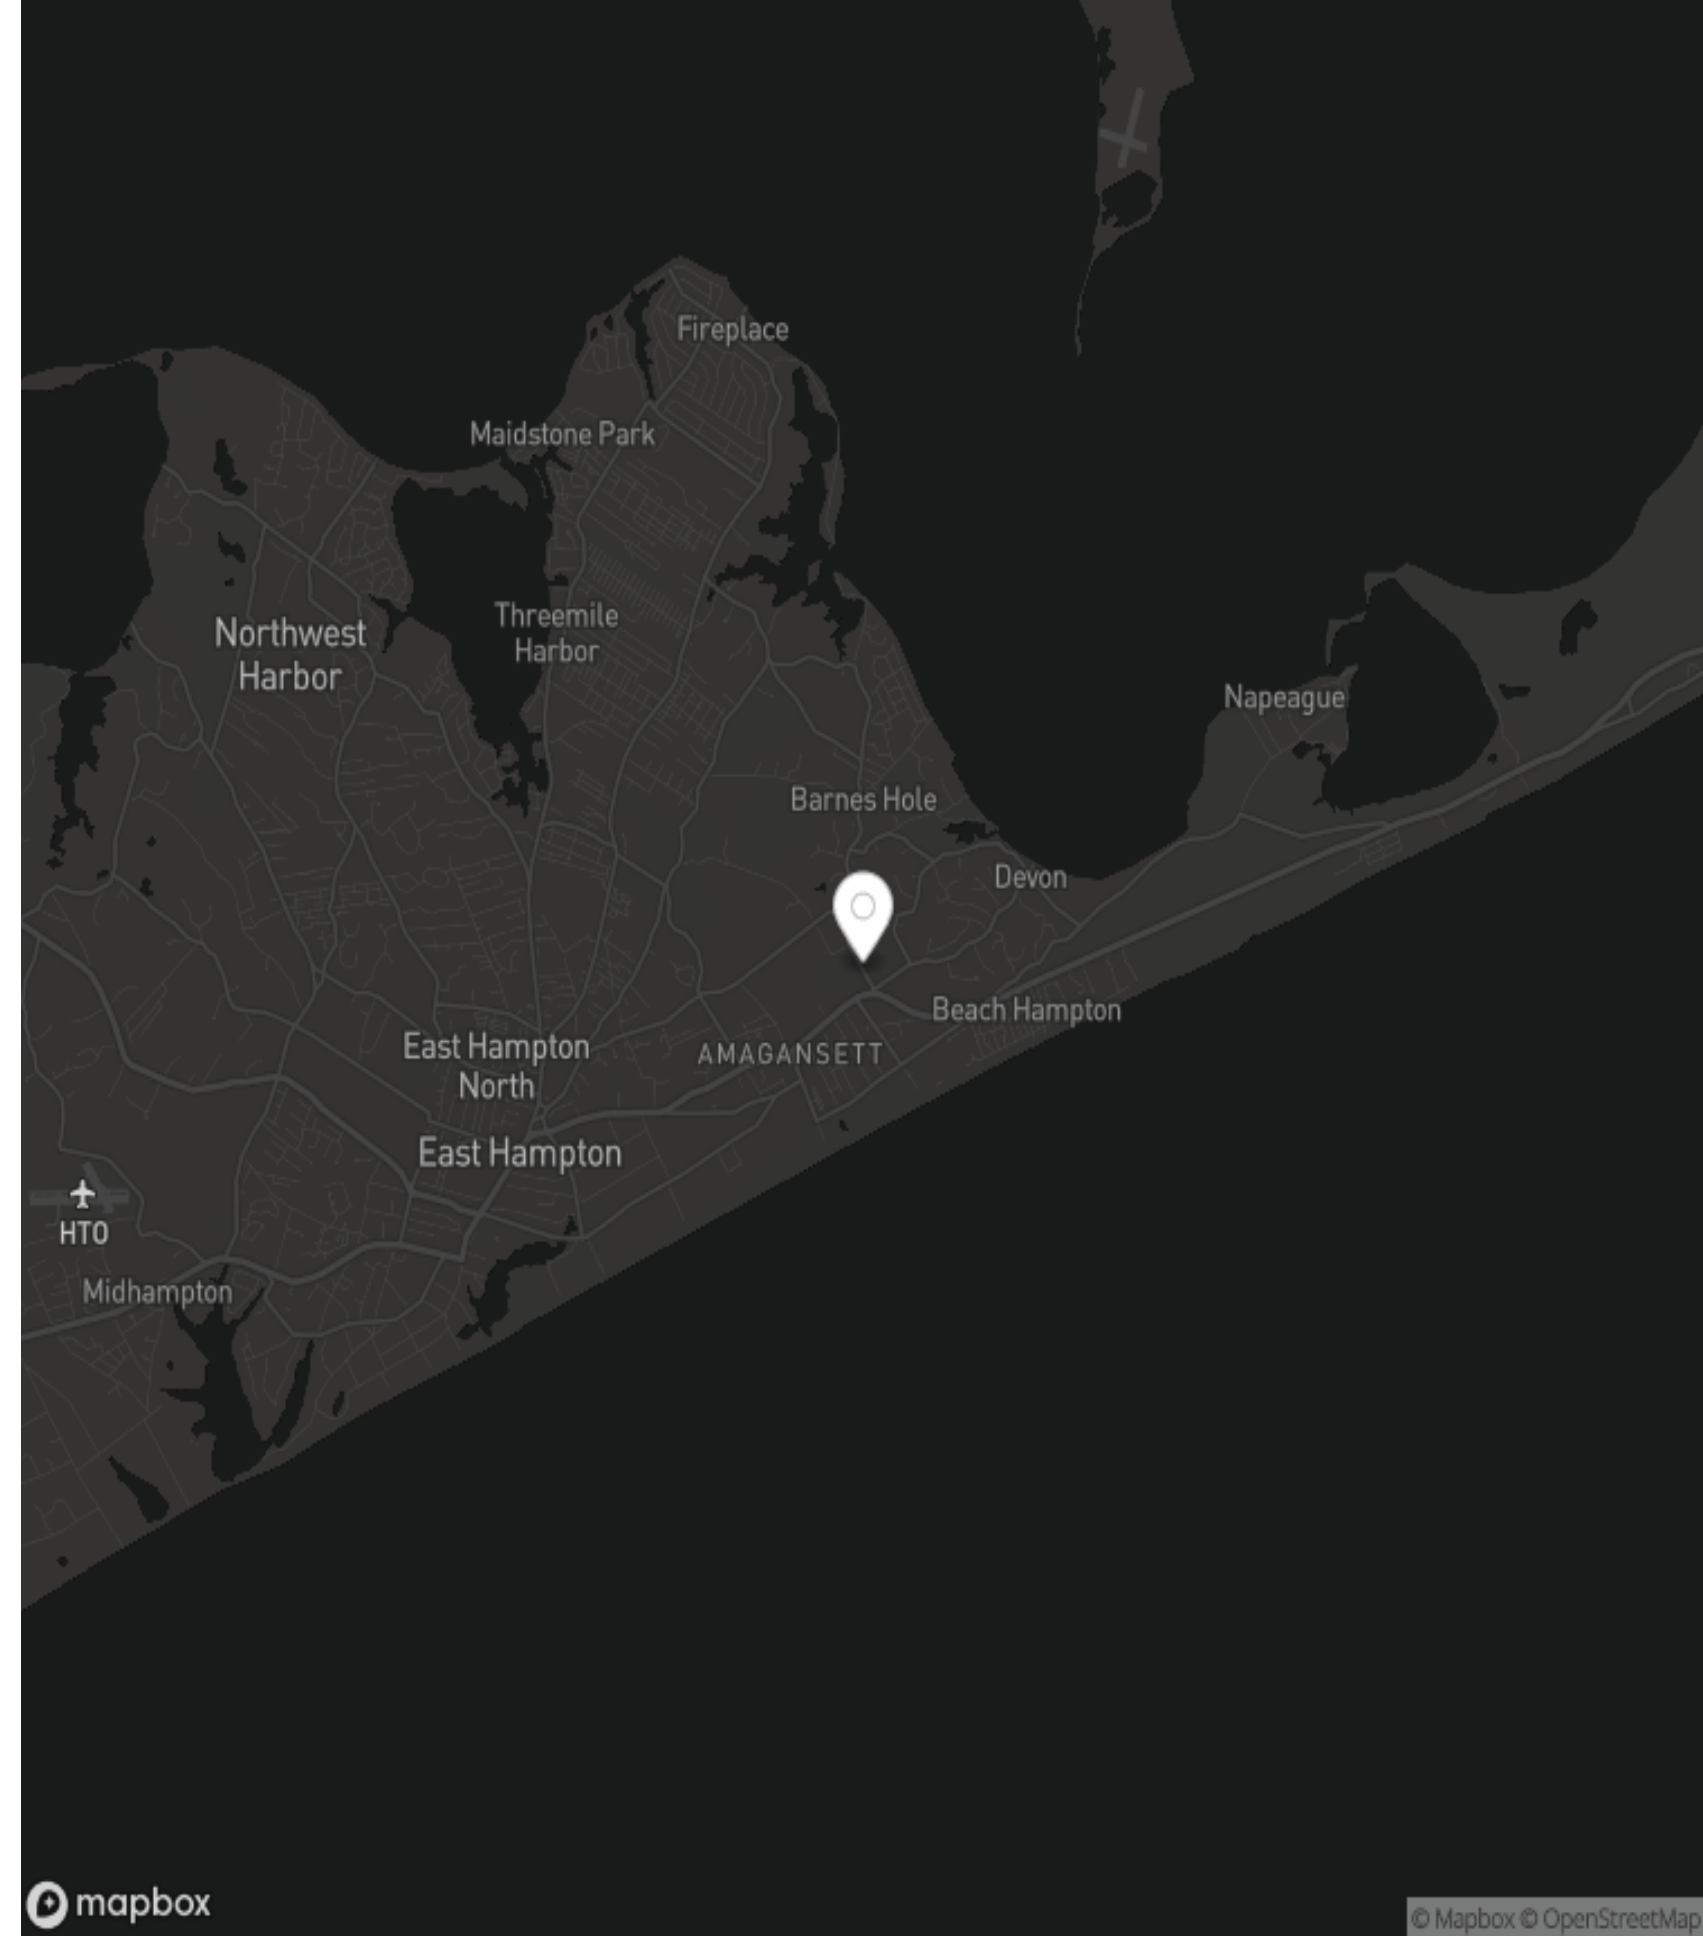 Fireplace
Maidstone Park
Threemile
Harbor
Northwest
Harbor
Napeague
Barnes Hole
Devon
Beach Hampton
East Hampton
North
AMAGANSETT
East Hampton
HTO
Midhampton
mapbox
© Mapbox © OpenStreetMap